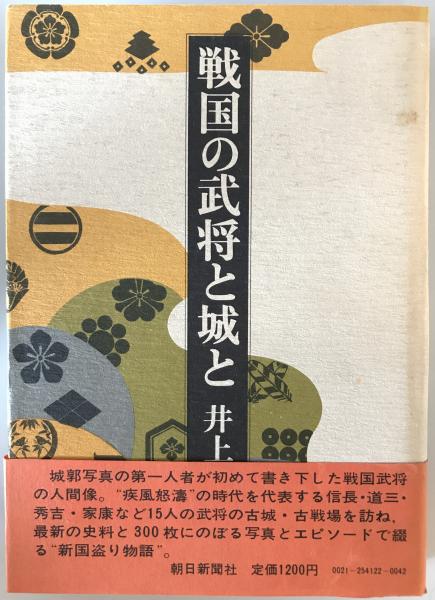 戦国の武将と城と
井上
城郭写真の第一人者が初めて書き下した戦国武将
の人間像。“疾風怒濤”の時代を代表する信長・道三・
秀吉・家康など15人の武将の古城・古戦場を訪ね、
最新の史料と300枚にのぼる写真とエピソードで綴
る“新国盗り物語”。
朝日新聞社 定価1200円 0021-254122-0042